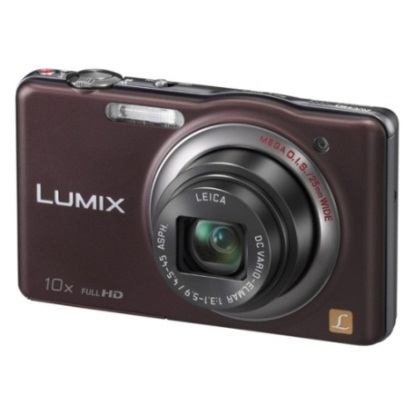 LUMIX
10x FULL HD
MEGA O.I.S./25mm WIDE
LEICA
DC VARIO-ELMAR 1:3.1-5.9 / 4.5-45 ASPH.
L